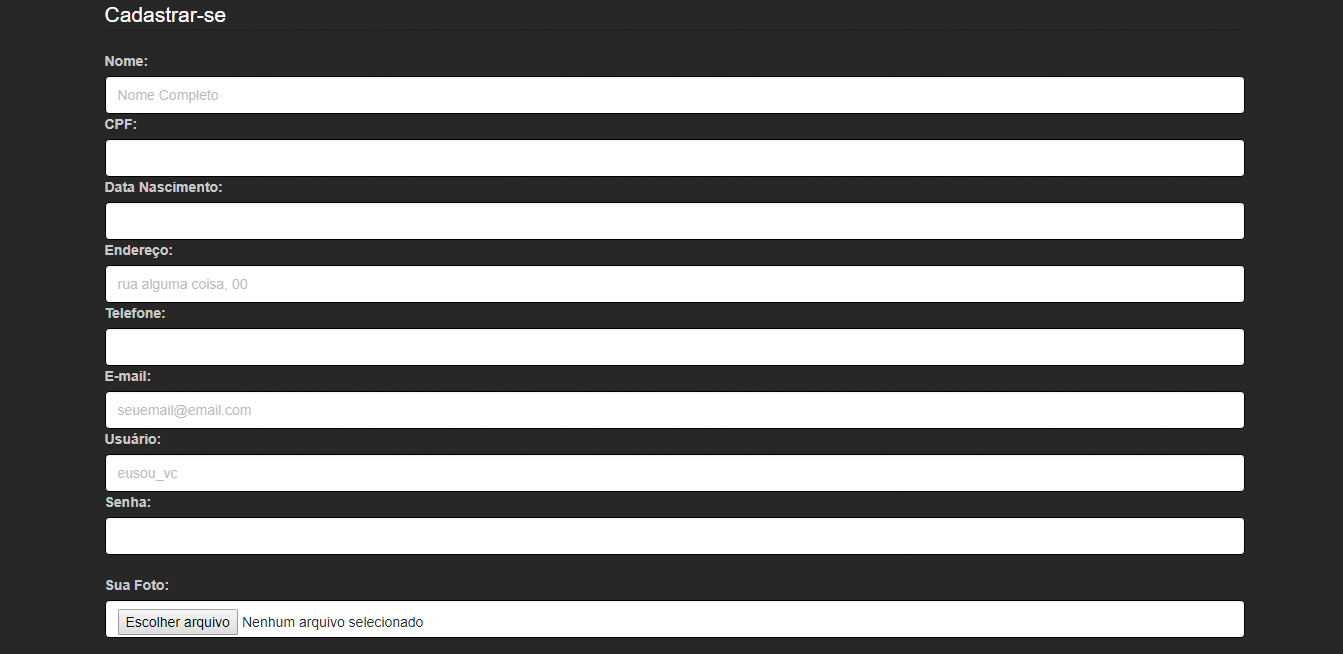 Cadastrar-se
Nome:
Nome Completo
CPF:
Data Nascimento:
Endereço:
rua alguma coisa, 00
Telefone:
E-mail:
seuemail@email.com
Usuário:
eusou_vc
Senha:
Sua Foto:
Escolher arquivo Nenhum arquivo selecionado